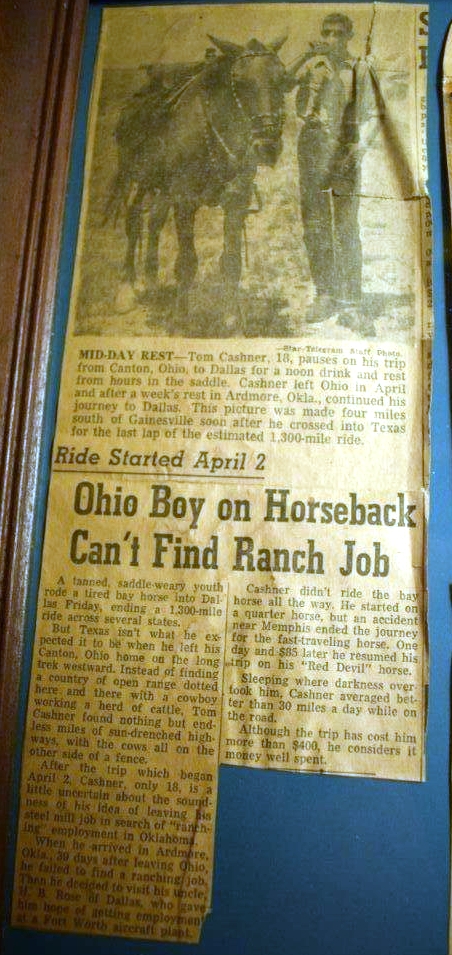 —Star-Telegram Staff Photo.
MID-DAY REST—Tom Cashner, 18, pauses on his trip
from Canton, Ohio, to Dallas for a noon drink and rest
from hours in the saddle. Cashner left Ohio in April
and after a week's rest in Ardmore, Okla., continued his
journey to Dallas. This picture was made four miles
south of Gainesville soon after he crossed into Texas
for the last lap of the estimated 1,300-mile ride.
Ride Started April 2
Ohio Boy on Horseback
Can't Find Ranch Job
A tanned, saddle-weary youth
rode a tired bay horse into Dal-
las Friday, ending a 1,300-mile
ride across several states.
But Texas isn't what he ex-
pected it to be when he left his
Canton, Ohio home on the long
trek westward. Instead of finding
a country of open range dotted
here and there with a cowboy
working a herd of cattle, Tom
Cashner found nothing but end-
less miles of sun-drenched high-
ways, with the cows all on the
other side of a fence.
After the trip which began
April 2, Cashner, only 18, is a
little uncertain about the sound-
ness of his idea of leaving his
steel mill job in search of "ranch-
ing" employment in Oklahoma.
When he arrived in Ardmore,
Okla., 39 days after leaving Ohio,
he failed to find a ranching job.
Then he decided to visit his uncle,
H. B. Rose of Dallas, who gave
him hope of getting employment
at a Fort Worth aircraft plant.
Cashner didn't ride the bay
horse all the way. He started on
a quarter horse, but an accident
near Memphis ended the journey
for the fast-traveling horse. One
day and $85 later he resumed his
trip on his "Red Devil" horse.
Sleeping where darkness over-
took him, Cashner averaged bet-
ter than 30 miles a day while on
the road.
Although the trip has cost him
more than $400, he considers it
money well spent.